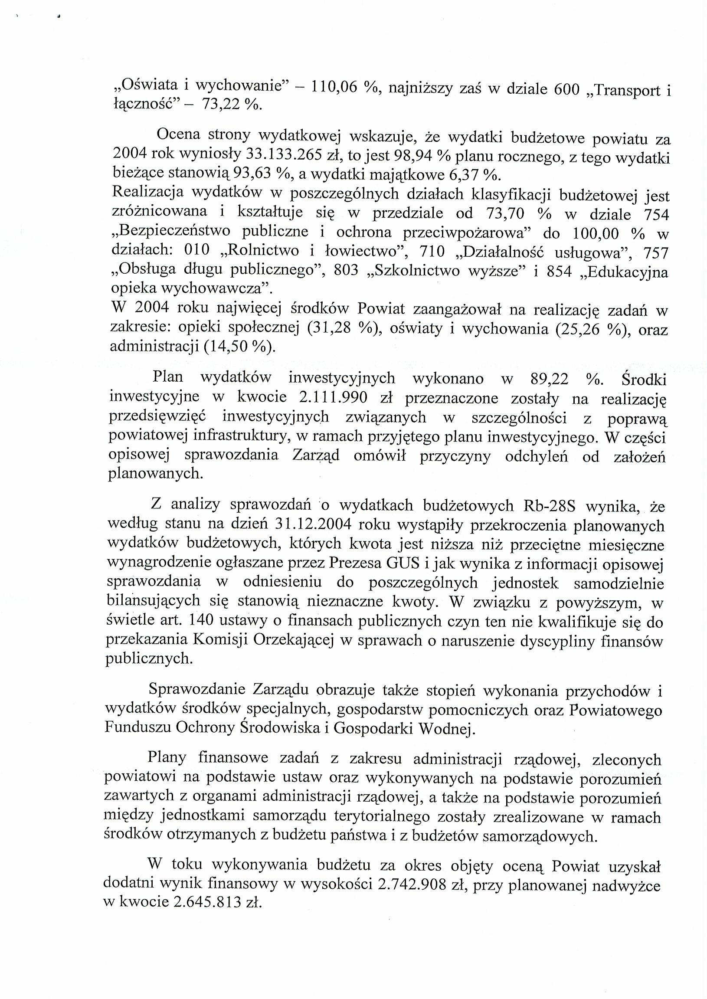 „Oświata i wychowanie” – 110,06 %, najniższy zaś w dziale 600 „Transport i
łączność” – 73,22 %.
Ocena strony wydatkowej wskazuje, że wydatki budżetowe powiatu za
2004 rok wyniosły 33.133.265 zł, to jest 98,94 % planu rocznego, z tego wydatki
bieżące stanowią 93,63 %, a wydatki majątkowe 6,37 %.
Realizacja wydatków w poszczególnych działach klasyfikacji budżetowej jest
zróżnicowana i kształtuje się w przedziale od 73,70 % w dziale 754
„Bezpieczeństwo publiczne i ochrona przeciwpożarowa” do 100,00 % w
działach: 010 „Rolnictwo i łowiectwo”, 710 „Działalność usługowa”, 757
„Obsługa długu publicznego”, 803 „Szkolnictwo wyższe” i 854 „Edukacyjna
opieka wychowawcza”.
W 2004 roku najwięcej środków Powiat zaangażował na realizację zadań w
zakresie: opieki społecznej (31,28 %), oświaty i wychowania (25,26 %), oraz
administracji (14,50 %).
Plan wydatków inwestycyjnych wykonano w 89,22 %. Środki
inwestycyjne w kwocie 2.111.990 zł przeznaczone zostały na realizację
przedsięwzięć inwestycyjnych związanych w szczególności z poprawą
powiatowej infrastruktury, w ramach przyjętego planu inwestycyjnego. W części
opisowej sprawozdania Zarząd omówił przyczyny odchyleń od założeń
planowanych.
Z analizy sprawozdań o wydatkach budżetowych Rb-28S wynika, że
według stanu na dzień 31.12.2004 roku wystąpiły przekroczenia planowanych
wydatków budżetowych, których kwota jest niższa niż przeciętne miesięczne
wynagrodzenie ogłaszane przez Prezesa GUS i jak wynika z informacji opisowej
sprawozdania w odniesieniu do poszczególnych jednostek samodzielnie
bilansujących się stanowią nieznaczne kwoty. W związku z powyższym, w
świetle art. 140 ustawy o finansach publicznych czyn ten nie kwalifikuje się do
przekazania Komisji Orzekającej w sprawach o naruszenie dyscypliny finansów
publicznych.
Sprawozdanie Zarządu obrazuje także stopień wykonania przychodów i
wydatków środków specjalnych, gospodarstw pomocniczych oraz Powiatowego
Funduszu Ochrony Środowiska i Gospodarki Wodnej.
Plany finansowe zadań z zakresu administracji rządowej, zleconych
powiatowi na podstawie ustaw oraz wykonywanych na podstawie porozumień
zawartych z organami administracji rządowej, a także na podstawie porozumień
między jednostkami samorządu terytorialnego zostały zrealizowane w ramach
środków otrzymanych z budżetu państwa i z budżetów samorządowych.
W toku wykonywania budżetu za okres objęty oceną Powiat uzyskał
dodatni wynik finansowy w wysokości 2.742.908 zł, przy planowanej nadwyżce
w kwocie 2.645.813 zł.